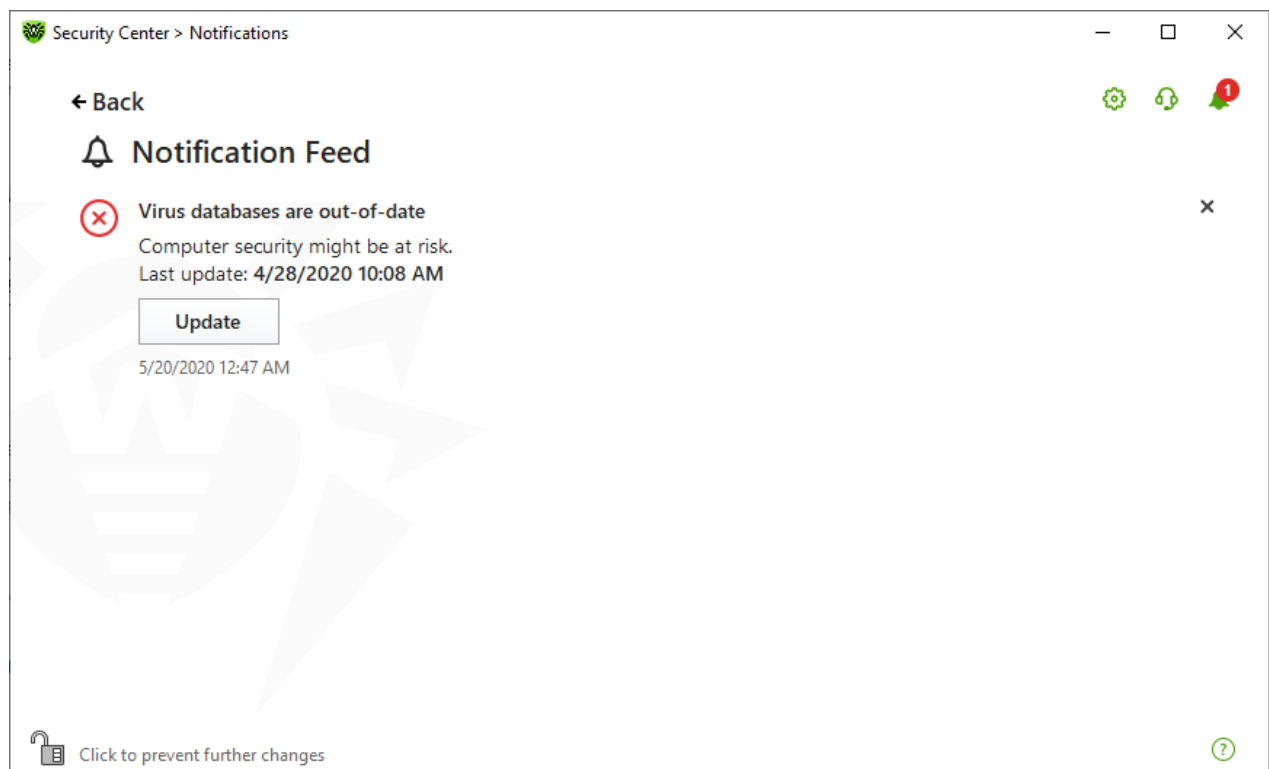 Security Center > Notifications
Back
1
Notification Feed
Virus databases are out-of-date
Computer security might be at risk.
Last update: 4/28/2020 10:08 AM
Update
5/20/2020 12:47 AM
Click to prevent further changes
?